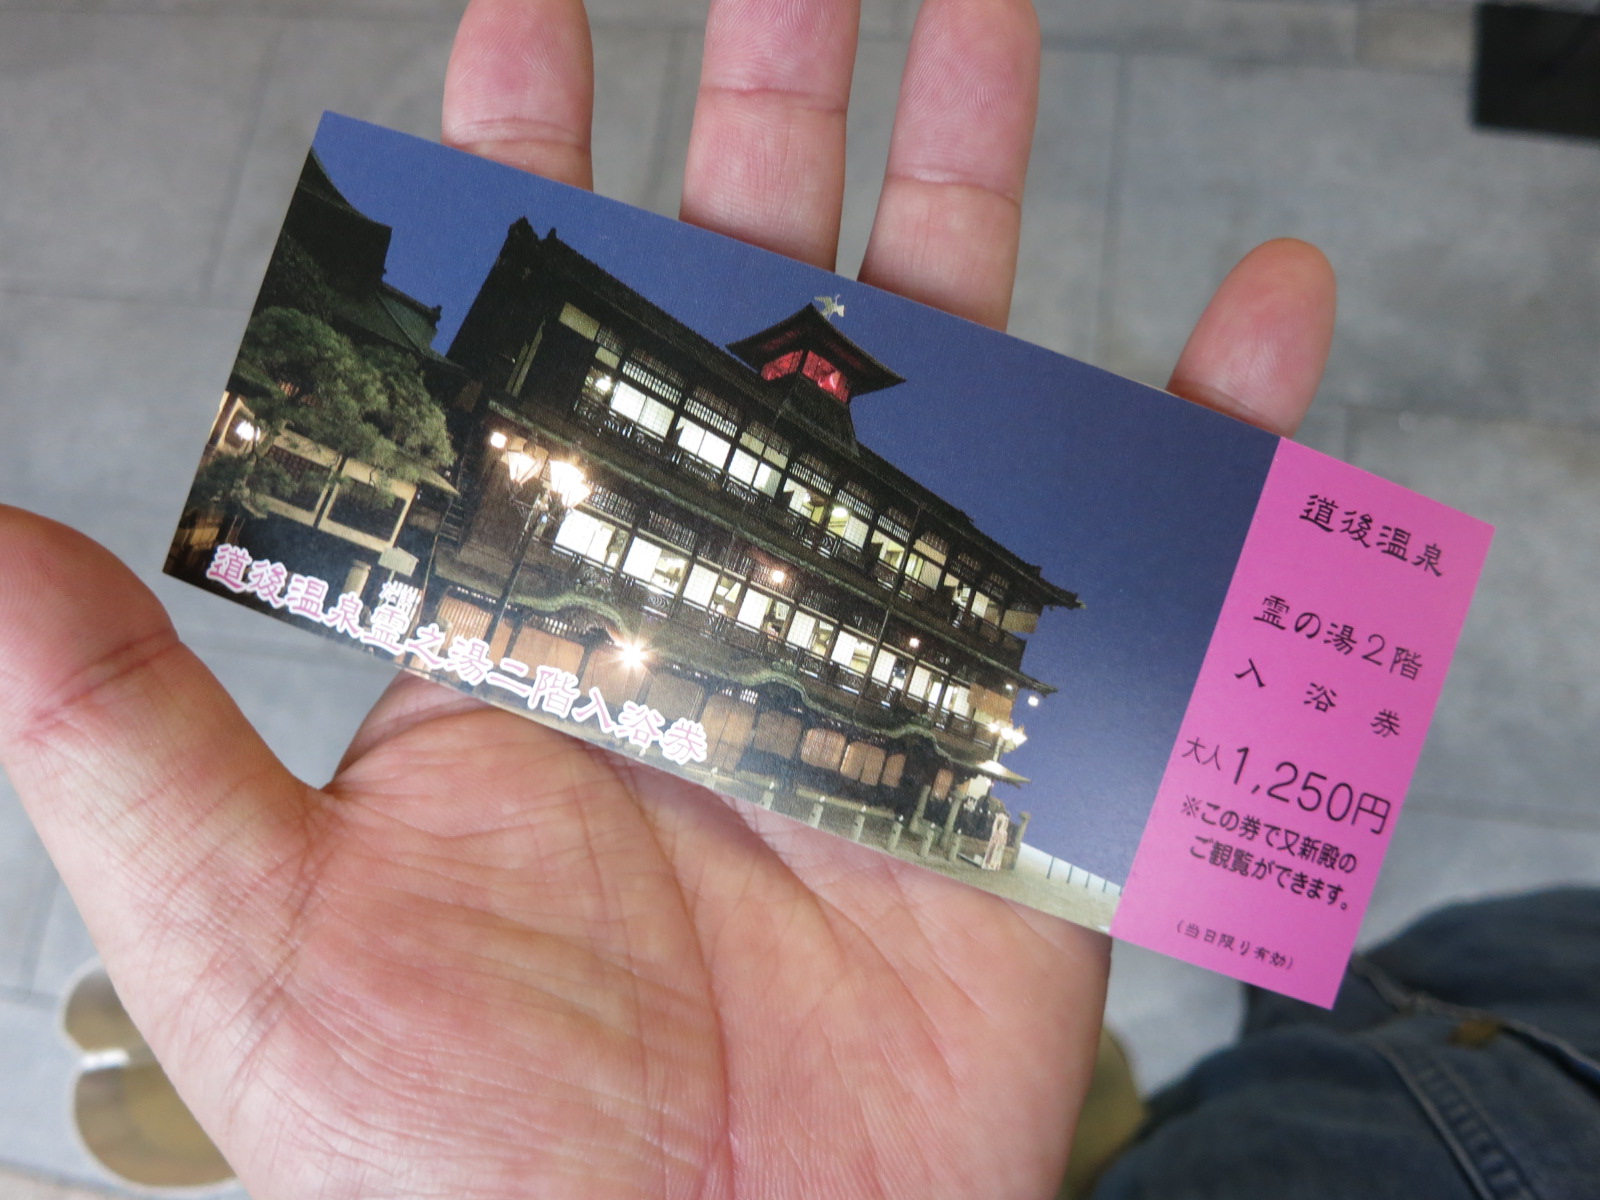 道後温泉霊之湯二階入浴券
道後温泉
霊の湯2階
入浴券
大人1,250円
※この券で又新殿の
ご観覧ができます。
(当日限り有効)